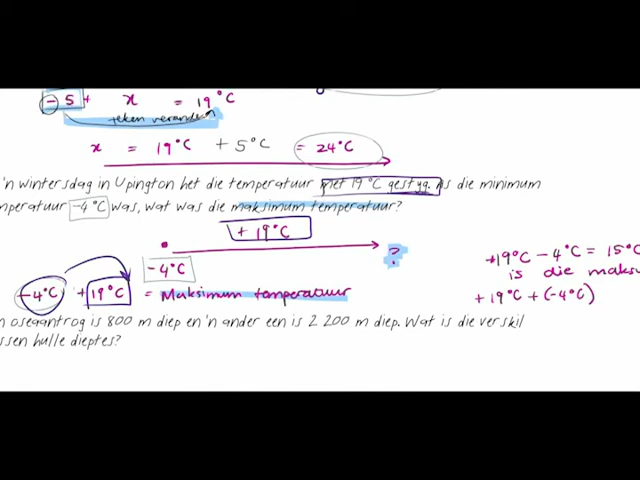 -5 + x = 19°C
teken verander
x = 19°C + 5°C = 24°C
'n wintersdag in Upington het die temperatuur met 19°C gestyg. As die minimum
temperatuur -4°C was, wat was die maksimum temperatuur?
+ 19°C
-4°C
?
+19°C - 4°C = 15°C
is die maksi
-4°C + 19°C = Maksimum temperatuur
+ 19°C + (-4°C)
n oseaantrog is 800 m diep en 'n ander een is 2 200 m diep. Wat is die verskil
ssen hulle dieptes?